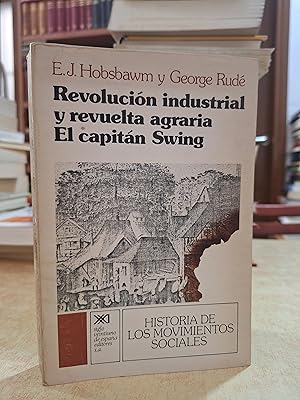 E.J. Hobsbawm y George Rudé
Revolución industrial
y revuelta agraria
El capitán Swing
siglo
veintiuno
de españa
editores
s.a.
HISTORIA DE
LOS MOVIMIENTOS
SOCIALES